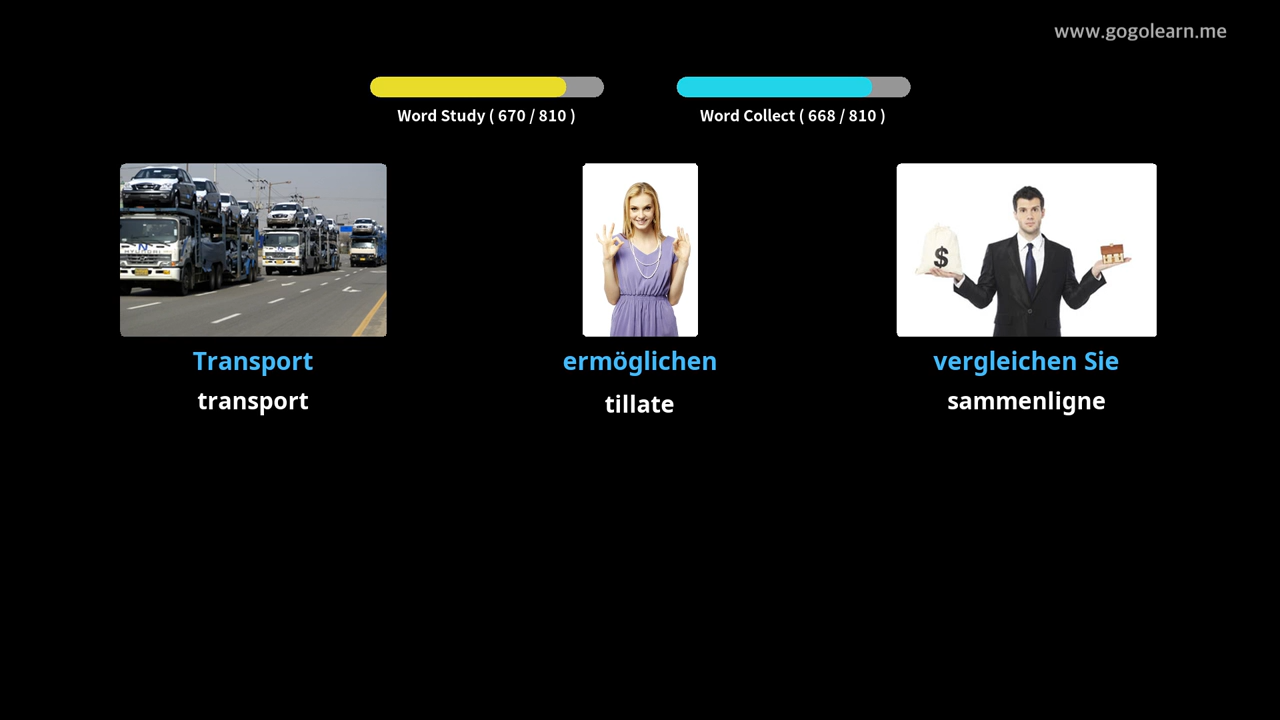 www.gogolearn.me
Word Study ( 670 / 810 )
Word Collect ( 668 / 810 )
$
Transport
ermöglichen
vergleichen Sie
transport
tillate
sammenligne